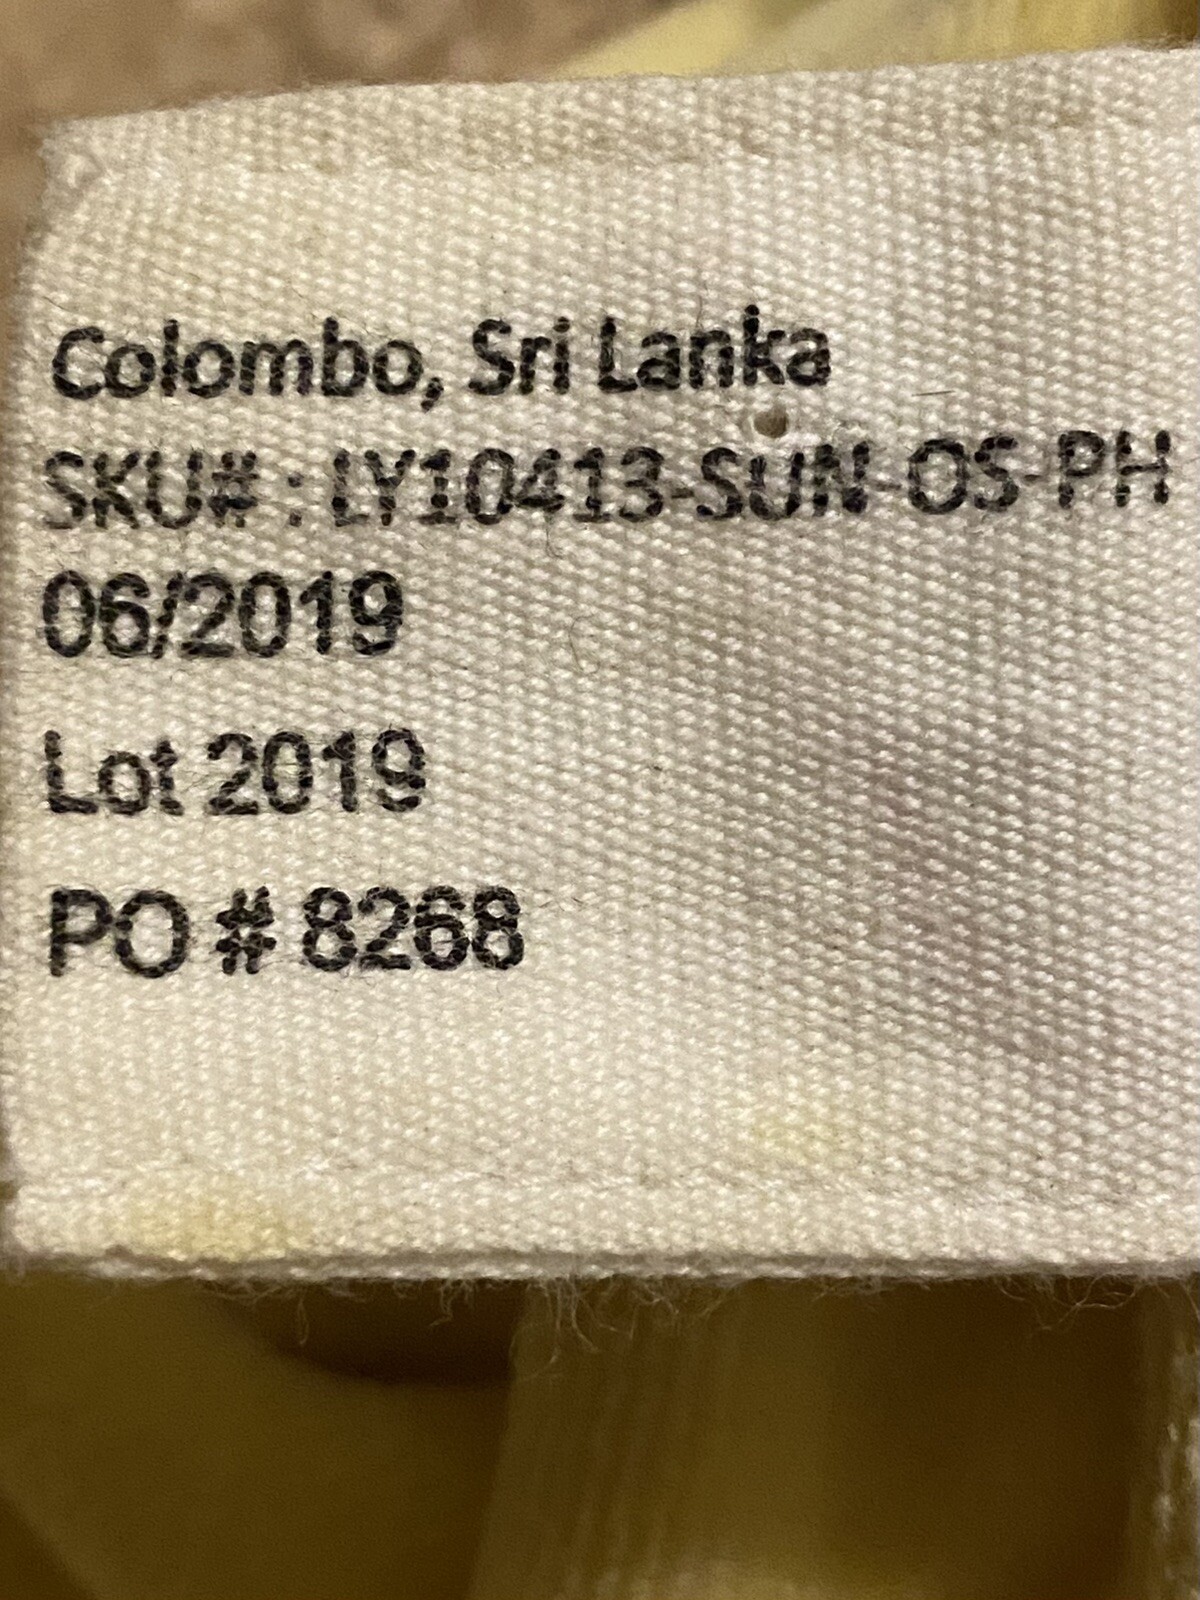 Colombo, Sri Lanka
SKU# : LY10413-SUN-OS-PH
06/2019
Lot 2019
PO # 8268